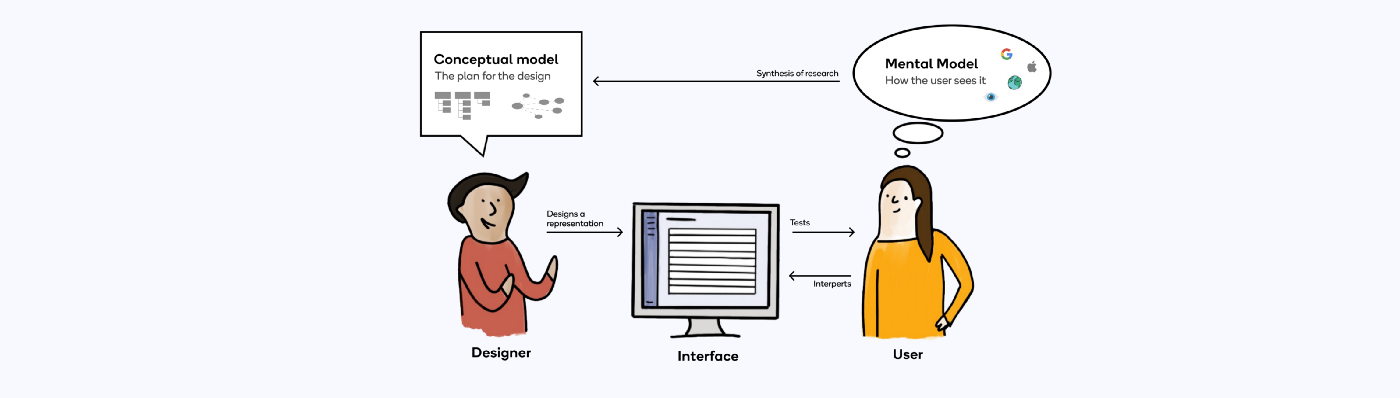 Conceptual model
The plan for the design
Synthesis of research
Mental Model
How the user sees it
Designs a
representation
Tests
Interperts
Designer
Interface
User